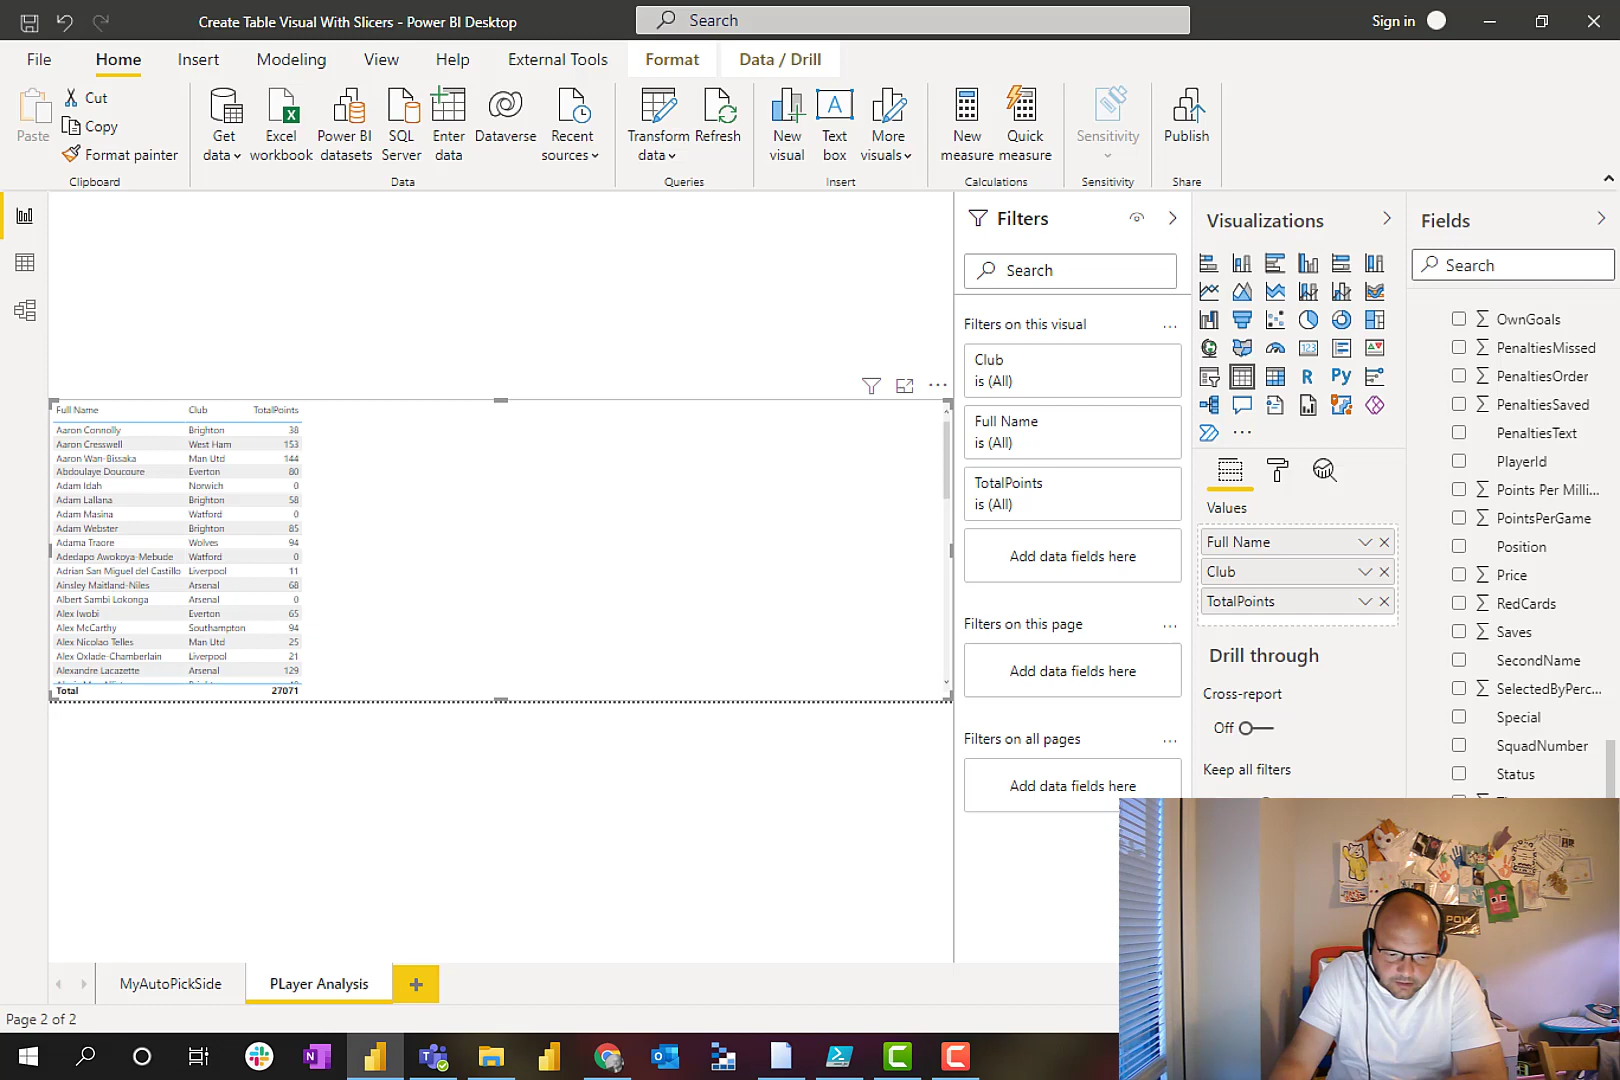 Create Table Visual With Slicers - Power BI Desktop
Search
Sign in
File
Home
Insert
Modeling
View
Help
External Tools
Format
Data / Drill
Paste
Cut
Copy
Format painter
Clipboard
Get data
Excel workbook
Power BI datasets
SQL Server
Enter data
Dataverse
Recent sources
Data
Transform data
Refresh
Queries
New visual
Text box
More visuals
Insert
New measure
Quick measure
Calculations
Sensitivity
Sensitivity
Publish
Share
Full Name Club TotalPoints
Aaron Connolly Brighton 38
Aaron Cresswell West Ham 153
Aaron Wan-Bissaka Man Utd 144
Abdoulaye Doucoure Everton 80
Adam Idah Norwich 0
Adam Lallana Brighton 58
Adam Masina Watford 0
Adam Webster Brighton 85
Adama Traore Wolves 94
Adedapo Awokoya-Mebude Watford 0
Adrian San Miguel del Castillo Liverpool 11
Ainsley Maitland-Niles Arsenal 68
Albert Sambi Lokonga Arsenal 0
Alex Iwobi Everton 65
Alex McCarthy Southampton 94
Alex Nicolao Telles Man Utd 25
Alex Oxlade-Chamberlain Liverpool 21
Alexandre Lacazette Arsenal 129
Total 27071
Filters
Search
Filters on this visual ...
Club
is (All)
Full Name
is (All)
TotalPoints
is (All)
Add data fields here
Filters on this page ...
Add data fields here
Filters on all pages ...
Add data fields here
Visualizations
123
R
Py
...
Values
Full Name
Club
TotalPoints
Drill through
Cross-report
Off
Keep all filters
Fields
Search
OwnGoals
PenaltiesMissed
PenaltiesOrder
PenaltiesSaved
PenaltiesText
PlayerId
Points Per Milli...
PointsPerGame
Position
Price
RedCards
Saves
SecondName
SelectedByPerc...
Special
SquadNumber
Status
POW
MyAutoPickSide
PLayer Analysis
Page 2 of 2